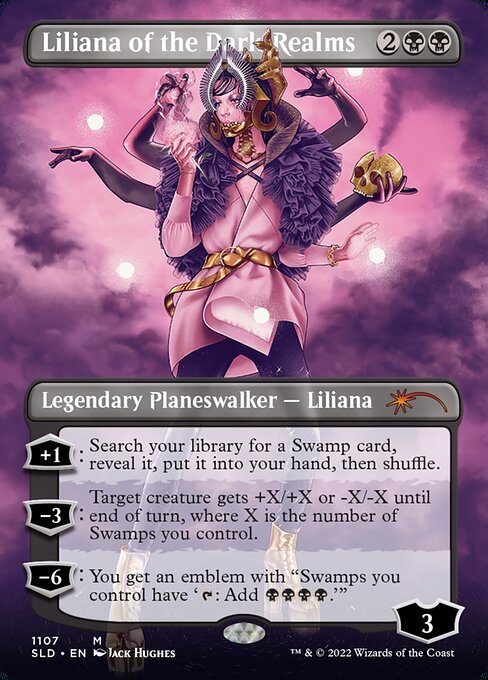 Liliana of the Dark Realms 2
Legendary Planeswalker — Liliana
+1 : Search your library for a Swamp card,
reveal it, put it into your hand, then shuffle.
Target creature gets +X/+X or -X/-X until
−3 : end of turn, where X is the number of
Swamps you control.
−6 : You get an emblem with “Swamps you
control have ‘: Add .’”
3
1107 M
SLD • EN Jack Hughes ™ & © 2022 Wizards of the Coast